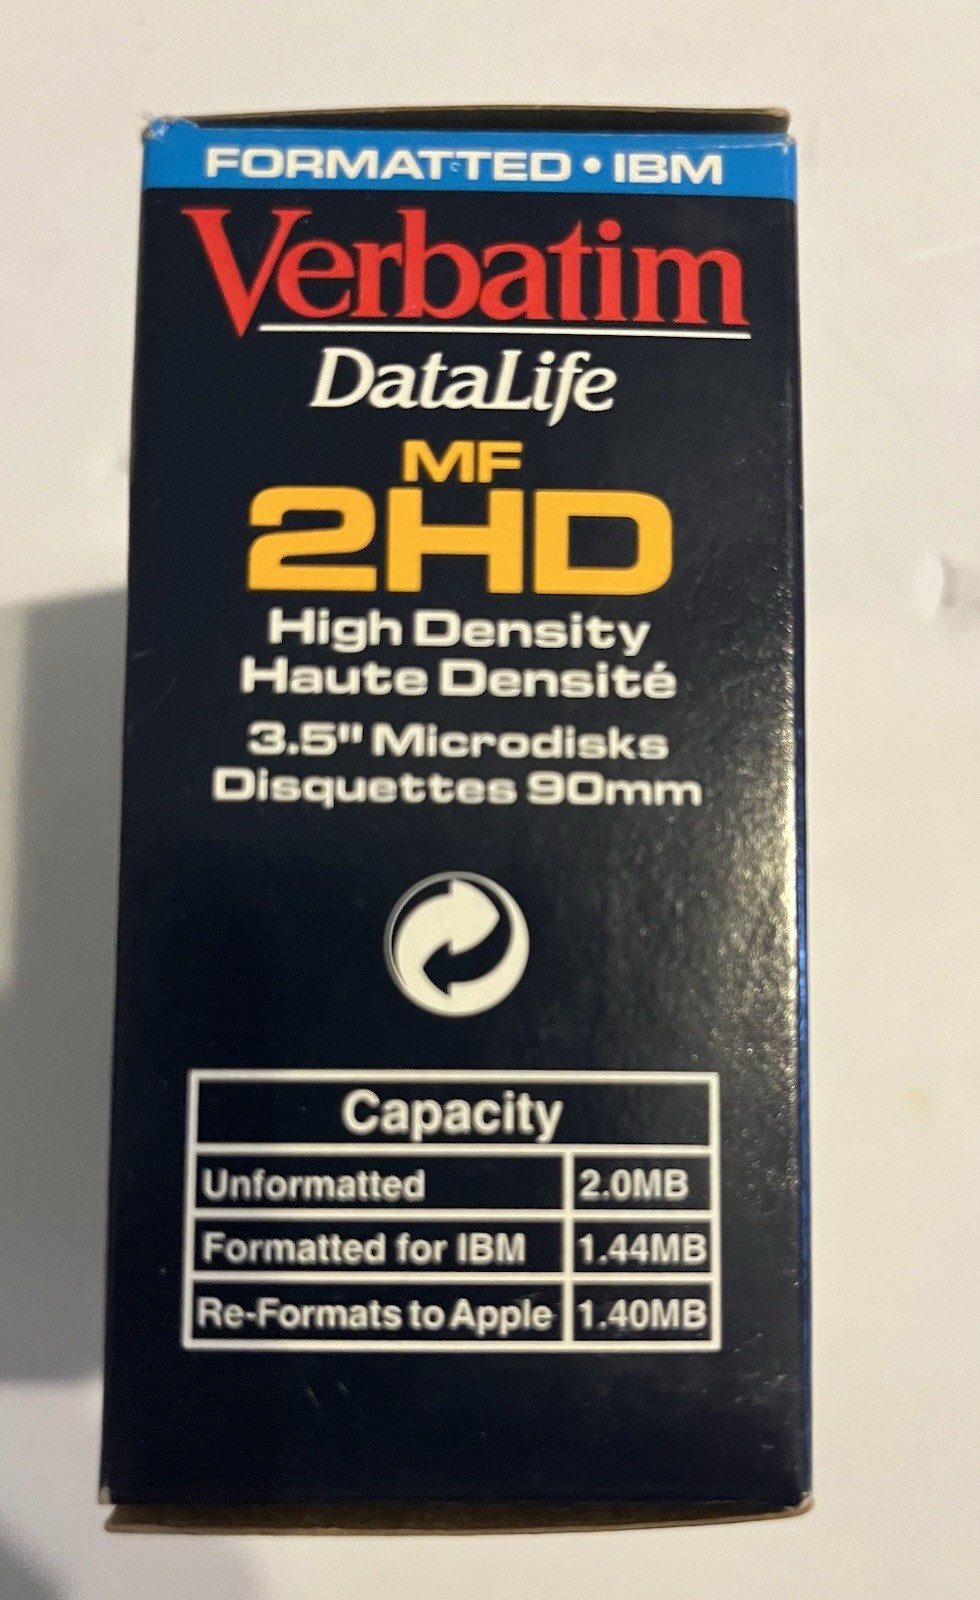 FORMATTED • IBM
Verbatim
DataLife
MF
2HD
High Density
Haute Densité
3.5" Microdisks
Disquettes 90mm
Capacity
Unformatted 2.0MB
Formatted for IBM 1.44MB
Re-Formats to Apple 1.40MB